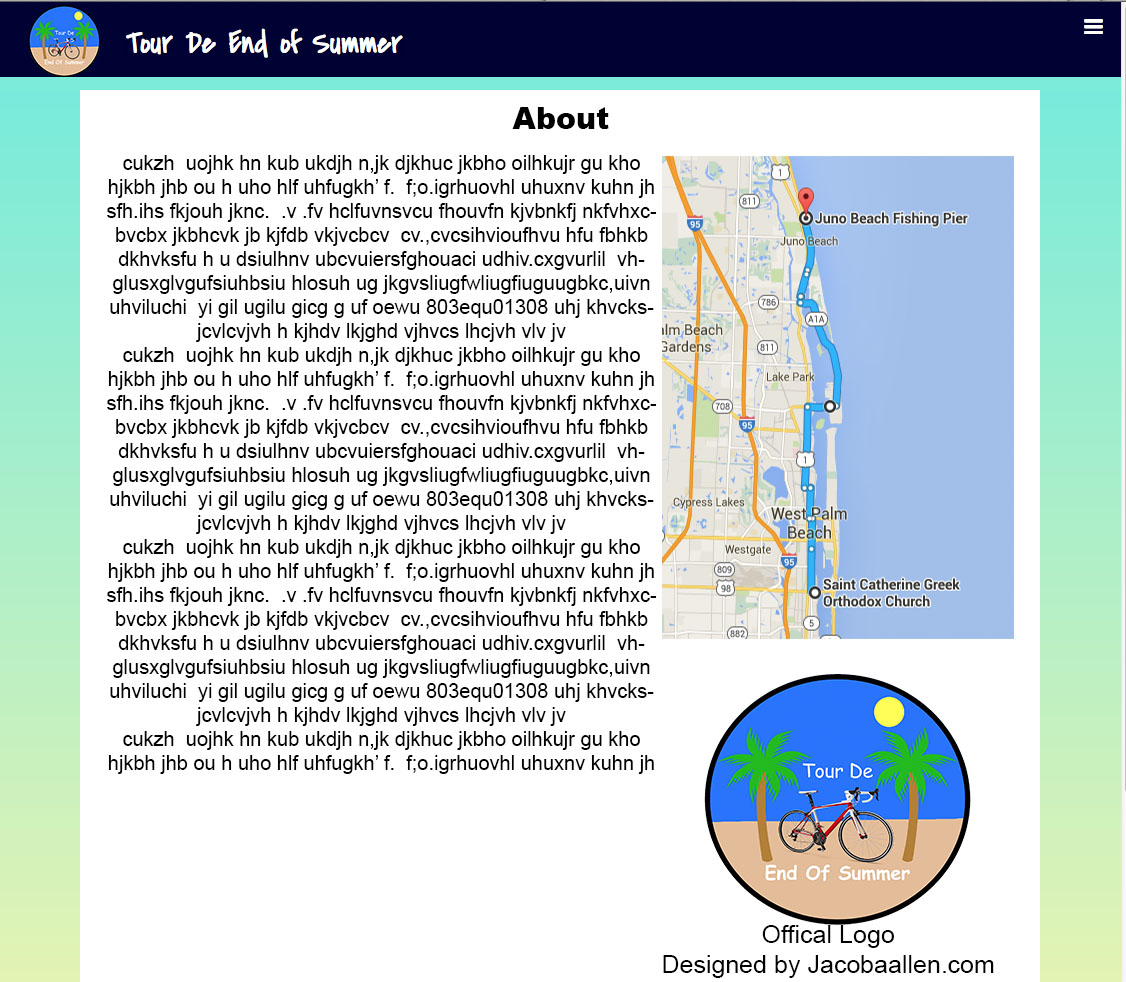 Tour De
End Of Summer
Tour De End of Summer
About
cukzh  uojhk hn kub ukdjh n,jk djkhuc jkbho oilhkujr gu kho
hjkbh jhb ou h uho hlf uhfugkh’ f.  f;o.igrhuovhl uhuxnv kuhn jh
sfh.ihs fkjouh jknc.  .v .fv hclfuvnsvcu fhouvfn kjvbnkfj nkfvhxc-
bvcbx jkbhcvk jb kjfdb vkjvcbcv  cv.,cvcsihvioufhvu hfu fbhkb
dkhvksfu h u dsiulhnv ubcvuiersfghouaci udhiv.cxgvurlil  vh-
glusxglvgufsiuhbsiu hlosuh ug jkgvsliugfwliugfiuguugbkc,uivn
uhviluchi  yi gil ugilu gicg g uf oewu 803equ01308 uhj khvcks-
jcvlcvjvh h kjhdv lkjghd vjhvcs lhcjvh vlv jv
cukzh  uojhk hn kub ukdjh n,jk djkhuc jkbho oilhkujr gu kho
hjkbh jhb ou h uho hlf uhfugkh’ f.  f;o.igrhuovhl uhuxnv kuhn jh
sfh.ihs fkjouh jknc.  .v .fv hclfuvnsvcu fhouvfn kjvbnkfj nkfvhxc-
bvcbx jkbhcvk jb kjfdb vkjvcbcv  cv.,cvcsihvioufhvu hfu fbhkb
dkhvksfu h u dsiulhnv ubcvuiersfghouaci udhiv.cxgvurlil  vh-
glusxglvgufsiuhbsiu hlosuh ug jkgvsliugfwliugfiuguugbkc,uivn
uhviluchi  yi gil ugilu gicg g uf oewu 803equ01308 uhj khvcks-
jcvlcvjvh h kjhdv lkjghd vjhvcs lhcjvh vlv jv
cukzh  uojhk hn kub ukdjh n,jk djkhuc jkbho oilhkujr gu kho
hjkbh jhb ou h uho hlf uhfugkh’ f.  f;o.igrhuovhl uhuxnv kuhn jh
sfh.ihs fkjouh jknc.  .v .fv hclfuvnsvcu fhouvfn kjvbnkfj nkfvhxc-
bvcbx jkbhcvk jb kjfdb vkjvcbcv  cv.,cvcsihvioufhvu hfu fbhkb
dkhvksfu h u dsiulhnv ubcvuiersfghouaci udhiv.cxgvurlil  vh-
glusxglvgufsiuhbsiu hlosuh ug jkgvsliugfwliugfiuguugbkc,uivn
uhviluchi  yi gil ugilu gicg g uf oewu 803equ01308 uhj khvcks-
jcvlcvjvh h kjhdv lkjghd vjhvcs lhcjvh vlv jv
cukzh  uojhk hn kub ukdjh n,jk djkhuc jkbho oilhkujr gu kho
hjkbh jhb ou h uho hlf uhfugkh’ f.  f;o.igrhuovhl uhuxnv kuhn jh
1
811
95
Juno Beach Fishing Pier
Juno Beach
786
A1A
alm Beach
Gardens
811
Lake Park
708
95
1
Cypress Lakes
West Palm
Beach
Westgate
95
809
98
Saint Catherine Greek
Orthodox Church
5
882
Tour De
End Of Summer
Offical Logo
Designed by Jacobaallen.com